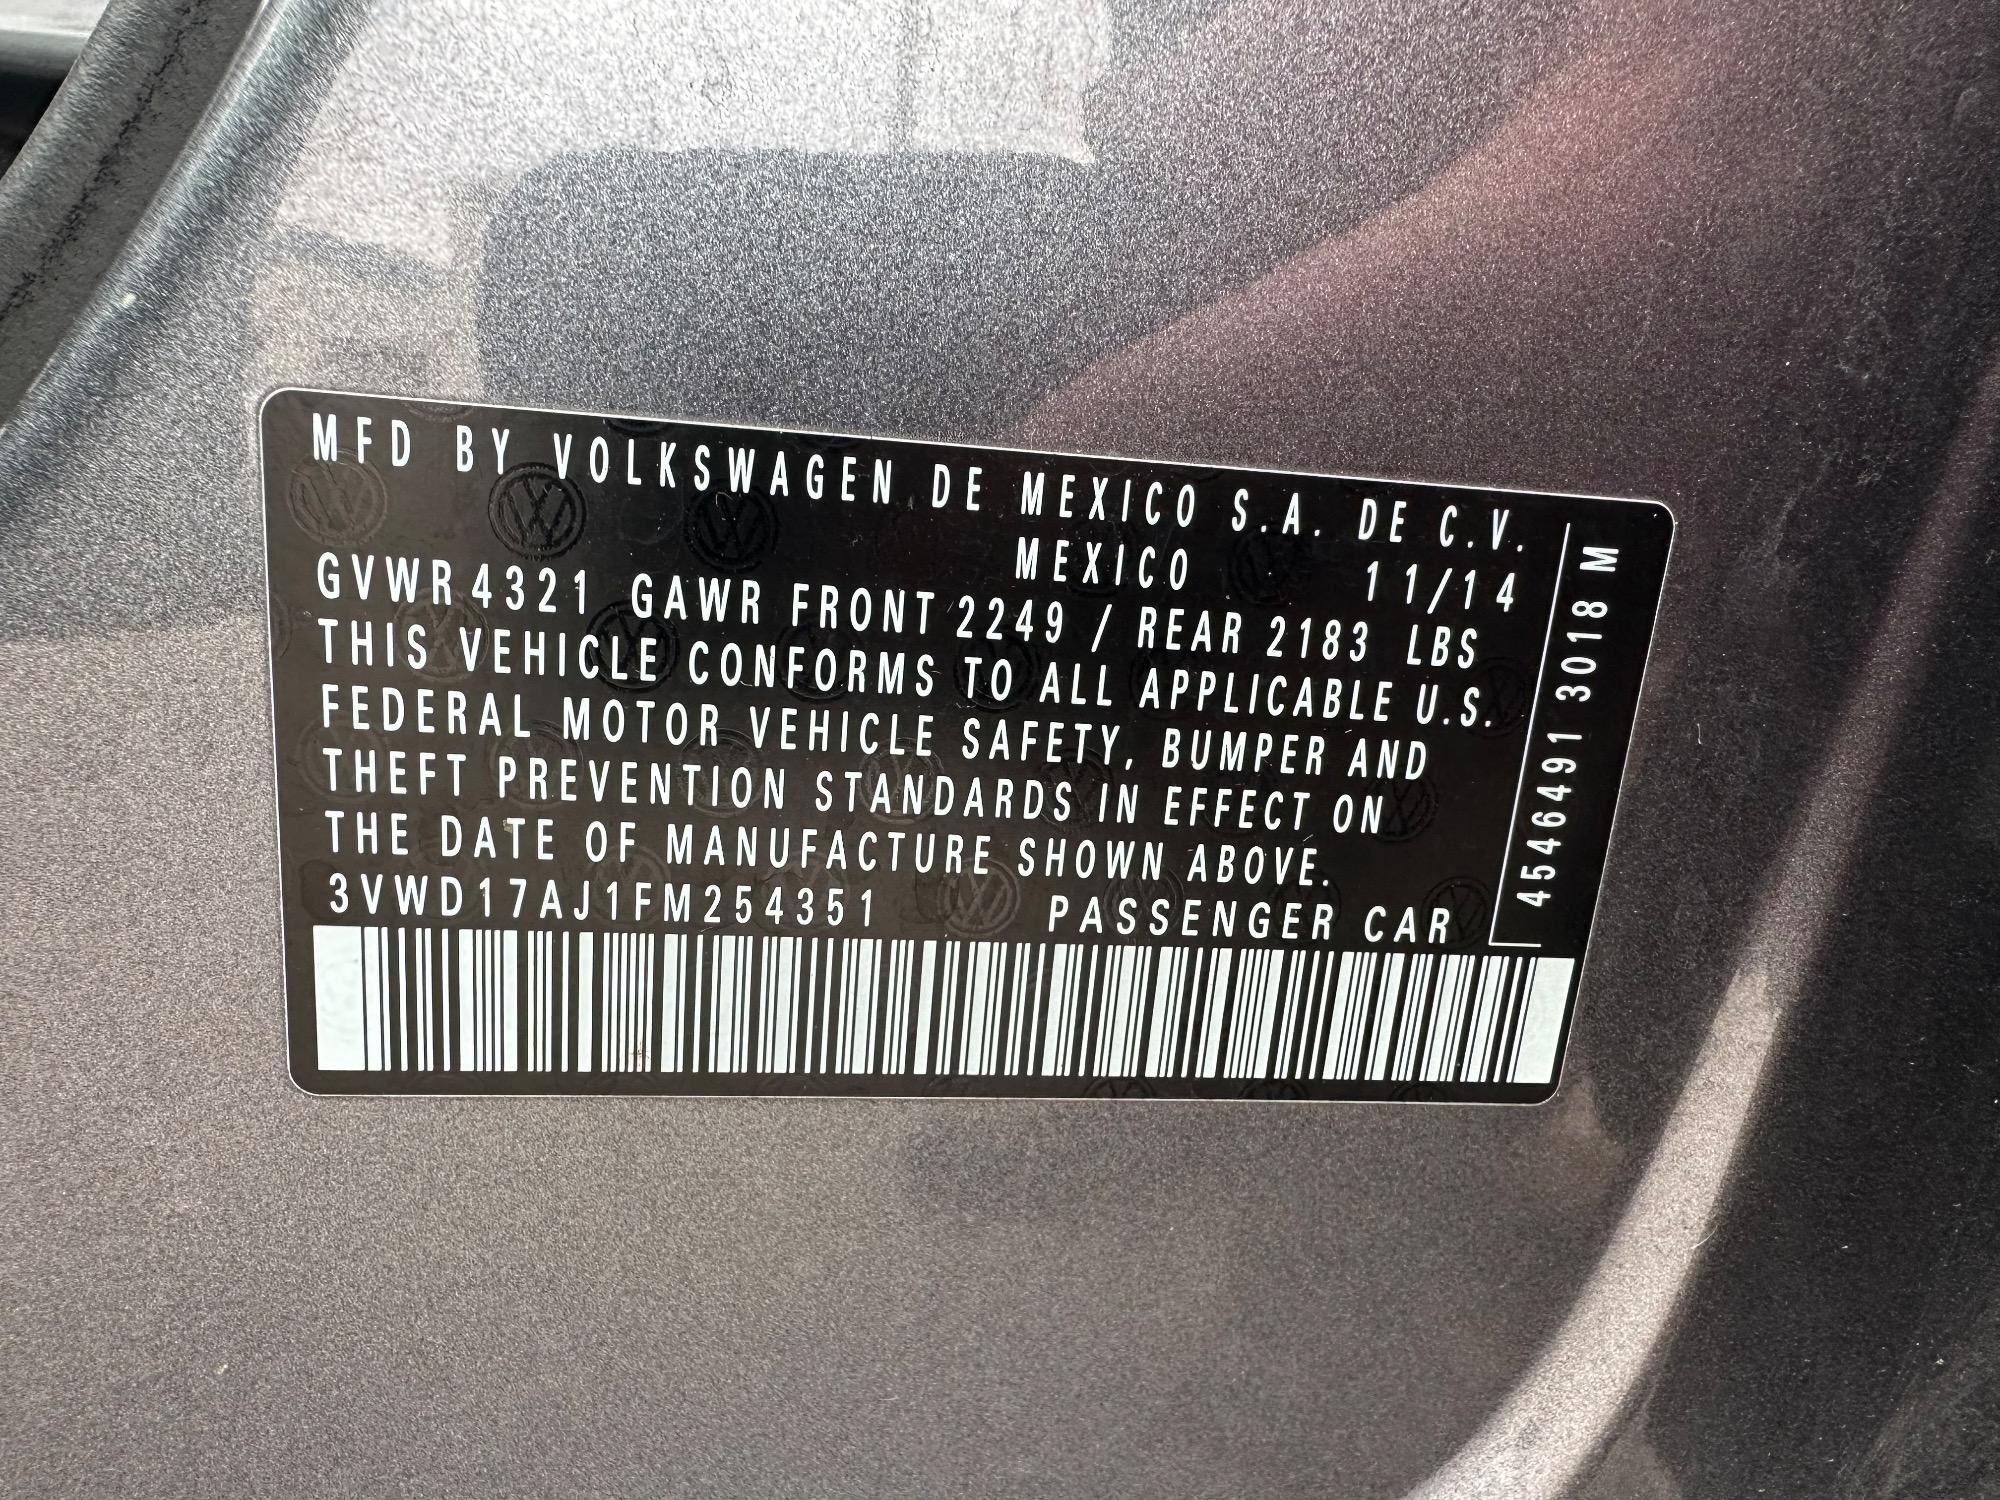 MFD BY VOLKSWAGEN DE MEXICO S.A. DE C.V.
MEXICO 11/14
GVWR 4321 GAWR FRONT 2249 / REAR 2183 LBS
THIS VEHICLE CONFORMS TO ALL APPLICABLE U.S.
FEDERAL MOTOR VEHICLE SAFETY, BUMPER AND
THEFT PREVENTION STANDARDS IN EFFECT ON
THE DATE OF MANUFACTURE SHOWN ABOVE.
3VWD17AJ1FM254351 PASSENGER CAR
4546491 3018 M